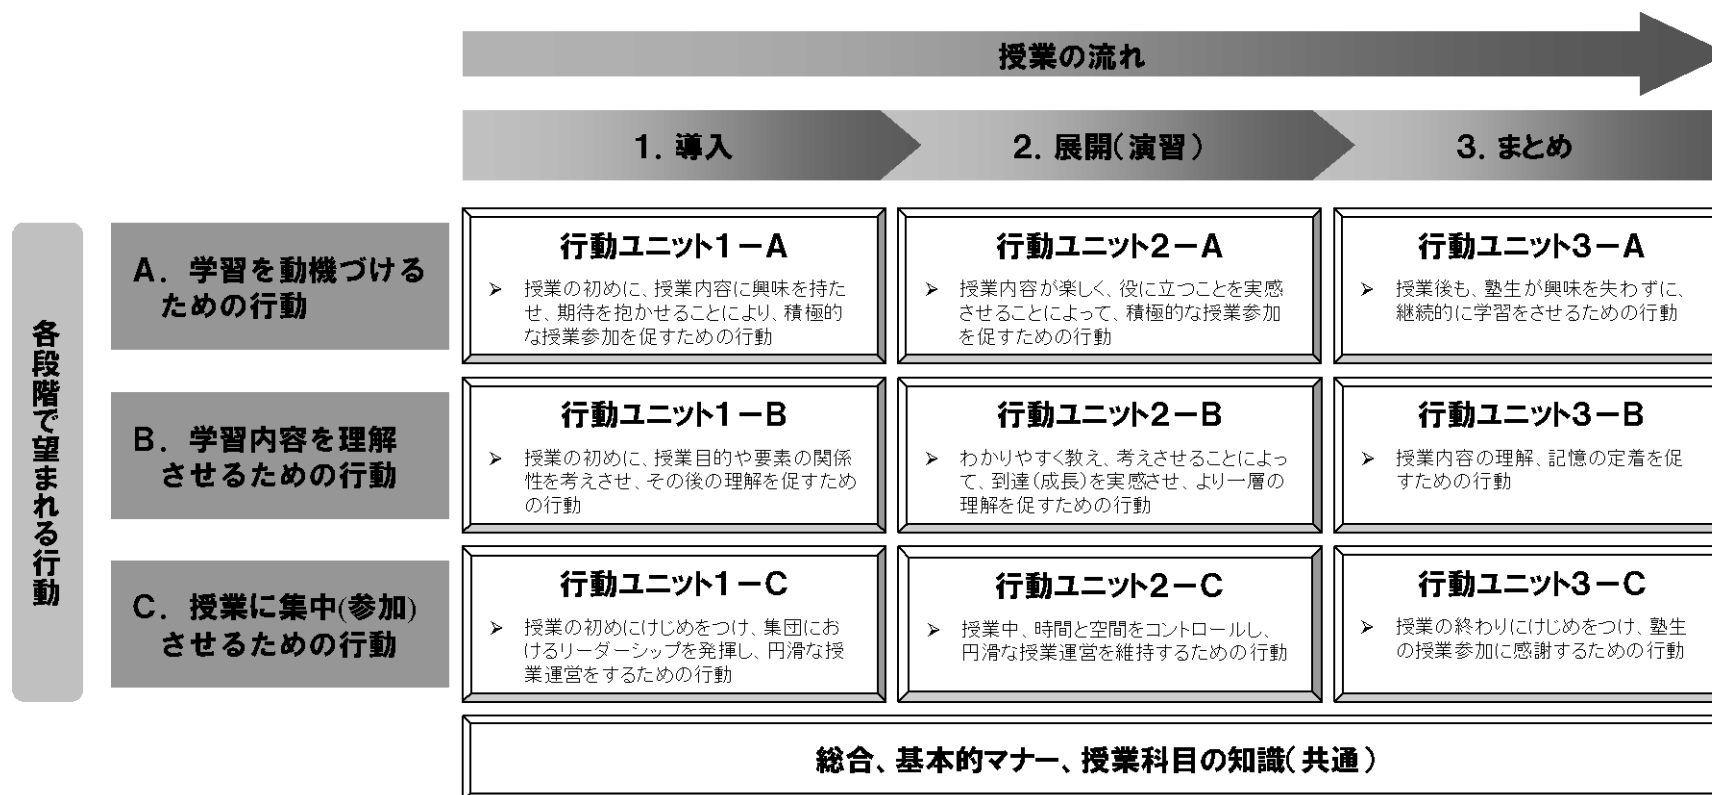 授業の流れ
1. 導入
2. 展開(演習)
3. まとめ
各段階で望まれる行動
A. 学習を動機づける
ための行動
行動ユニット1－A
➢ 授業の初めに、授業内容に興味を持た
せ、期待を抱かせることにより、積極的
な授業参加を促すための行動
行動ユニット2－A
➢ 授業内容が楽しく、役に立つことを実感
させることによって、積極的な授業参加
を促すための行動
行動ユニット3－A
➢ 授業後も、塾生が興味を失わずに、
継続的に学習をさせるための行動
B. 学習内容を理解
させるための行動
行動ユニット1－B
➢ 授業の初めに、授業目的や要素の関係
性を考えさせ、その後の理解を促すため
の行動
行動ユニット2－B
➢ わかりやすく教え、考えさせることによっ
て、到達(成長)を実感させ、より一層の
理解を促すための行動
行動ユニット3－B
➢ 授業内容の理解、記憶の定着を促
すための行動
C. 授業に集中(参加)
させるための行動
行動ユニット1－C
➢ 授業の初めにけじめをつけ、集団にお
けるリーダーシップを発揮し、円滑な授
業運営をするための行動
行動ユニット2－C
➢ 授業中、時間と空間をコントロールし、
円滑な授業運営を維持するための行動
行動ユニット3－C
➢ 授業の終わりにけじめをつけ、塾生
の授業参加に感謝するための行動
総合、基本的マナー、授業科目の知識(共通)